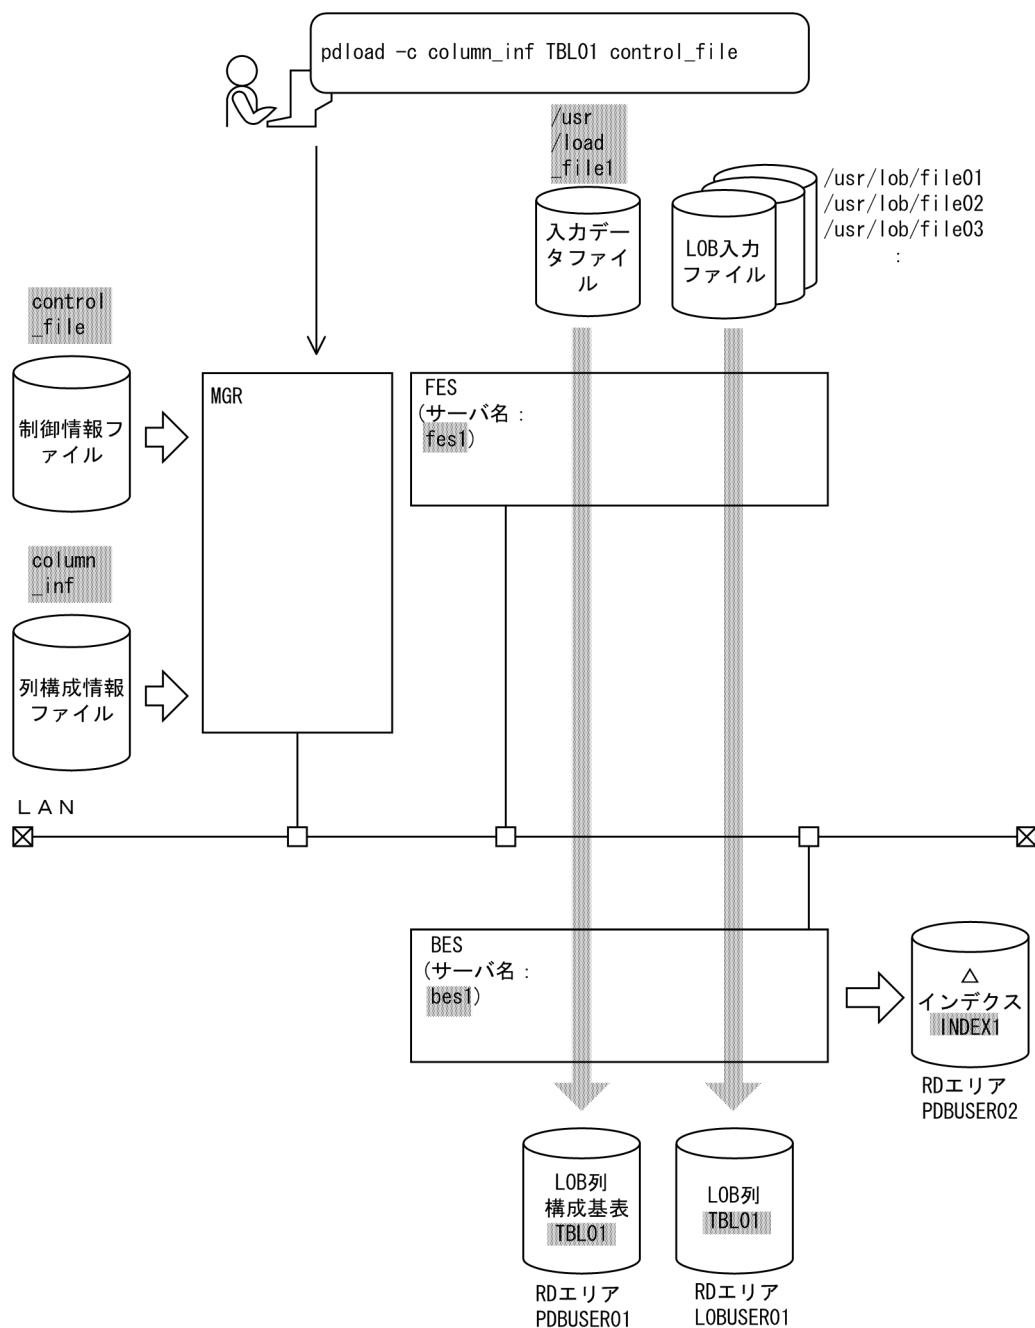 pdload -c column_inf TBL01 control_file
/usr
/load
_file1
/usr/lob/file01
/usr/lob/file02
/usr/lob/file03
:
入力デー
タファイ
ル
LOB入力
ファイル
control
_file
制御情報フ
ァイル
MGR
FES
(サーバ名:
fes1)
column
_inf
列構成情報
ファイル
LAN
BES
(サーバ名:
bes1)
△
インデクス
INDEX1
RDエリア
PDBUSER02
LOB列
構成基表
TBL01
LOB列
TBL01
RDエリア
PDBUSER01
RDエリア
LOBUSER01